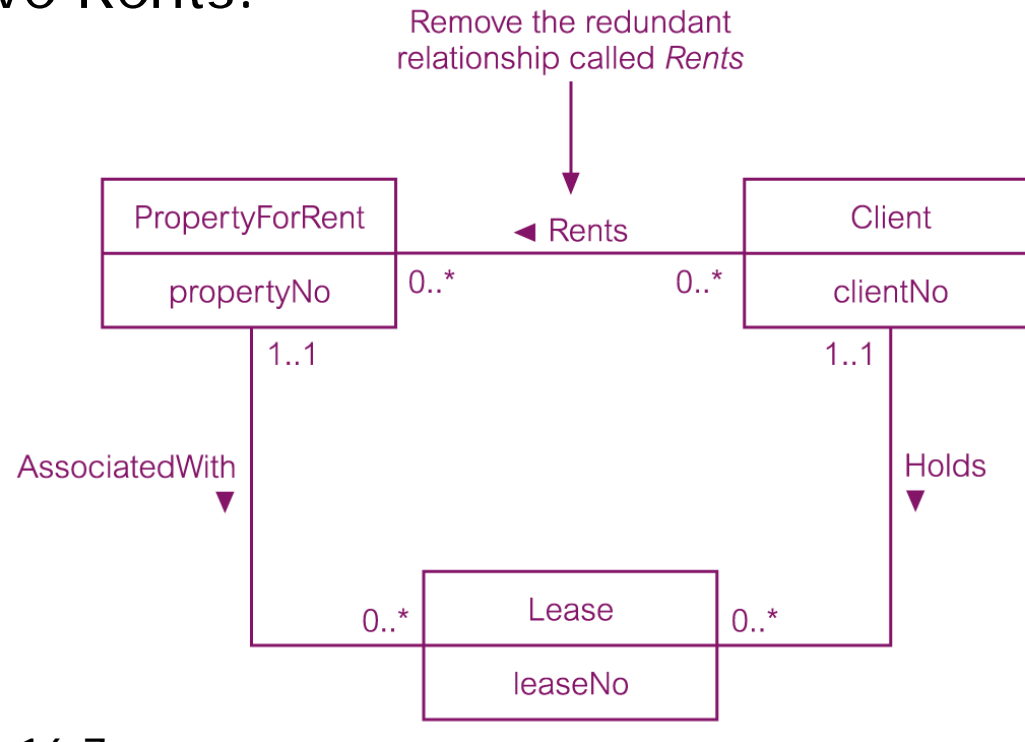 Rents?
Remove the redundant
relationship called Rents
PropertyForRent
◄ Rents
Client
propertyNo
0..*
0..*
clientNo
1..1
1..1
AssociatedWith
▼
Holds
▼
0..*
Lease
0..*
leaseNo